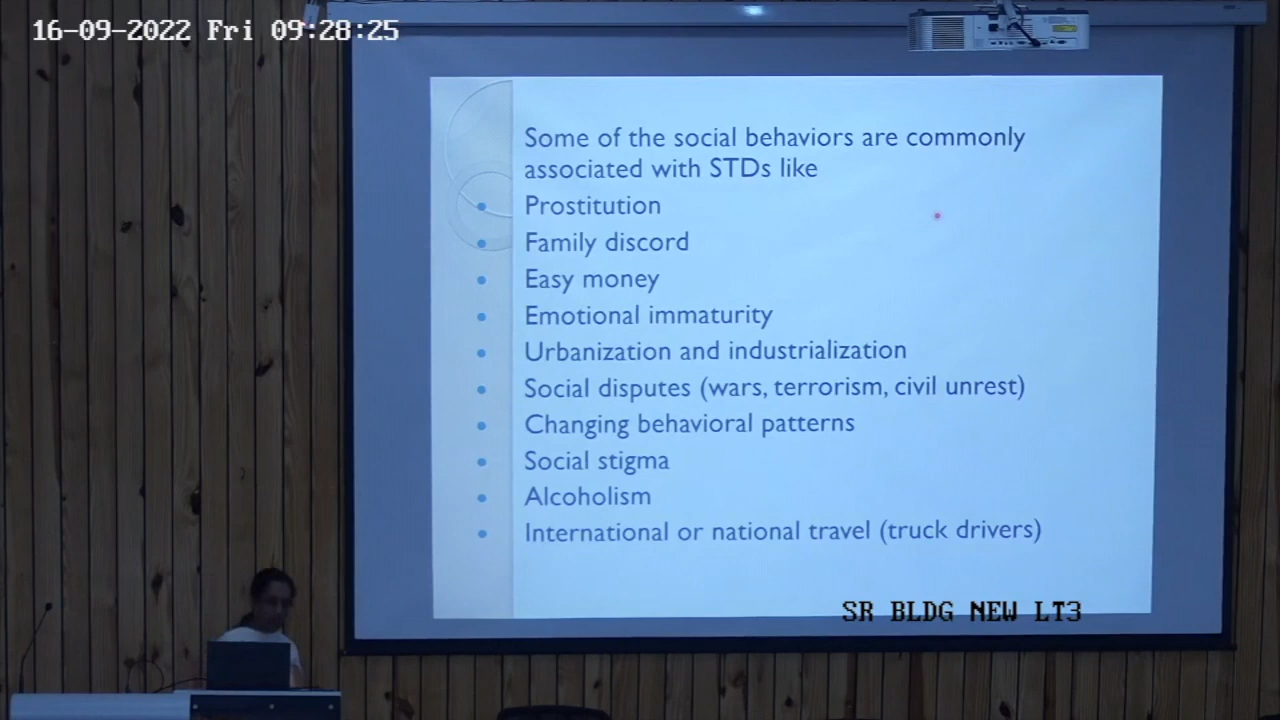 16-09-2022 Fri 09:28:25
Some of the social behaviors are commonly
associated with STDs like
Prostitution
Family discord
Easy money
Emotional immaturity
Urbanization and industrialization
Social disputes (wars, terrorism, civil unrest)
Changing behavioral patterns
Social stigma
Alcoholism
International or national travel (truck drivers)
SR BLDG NEW LT3